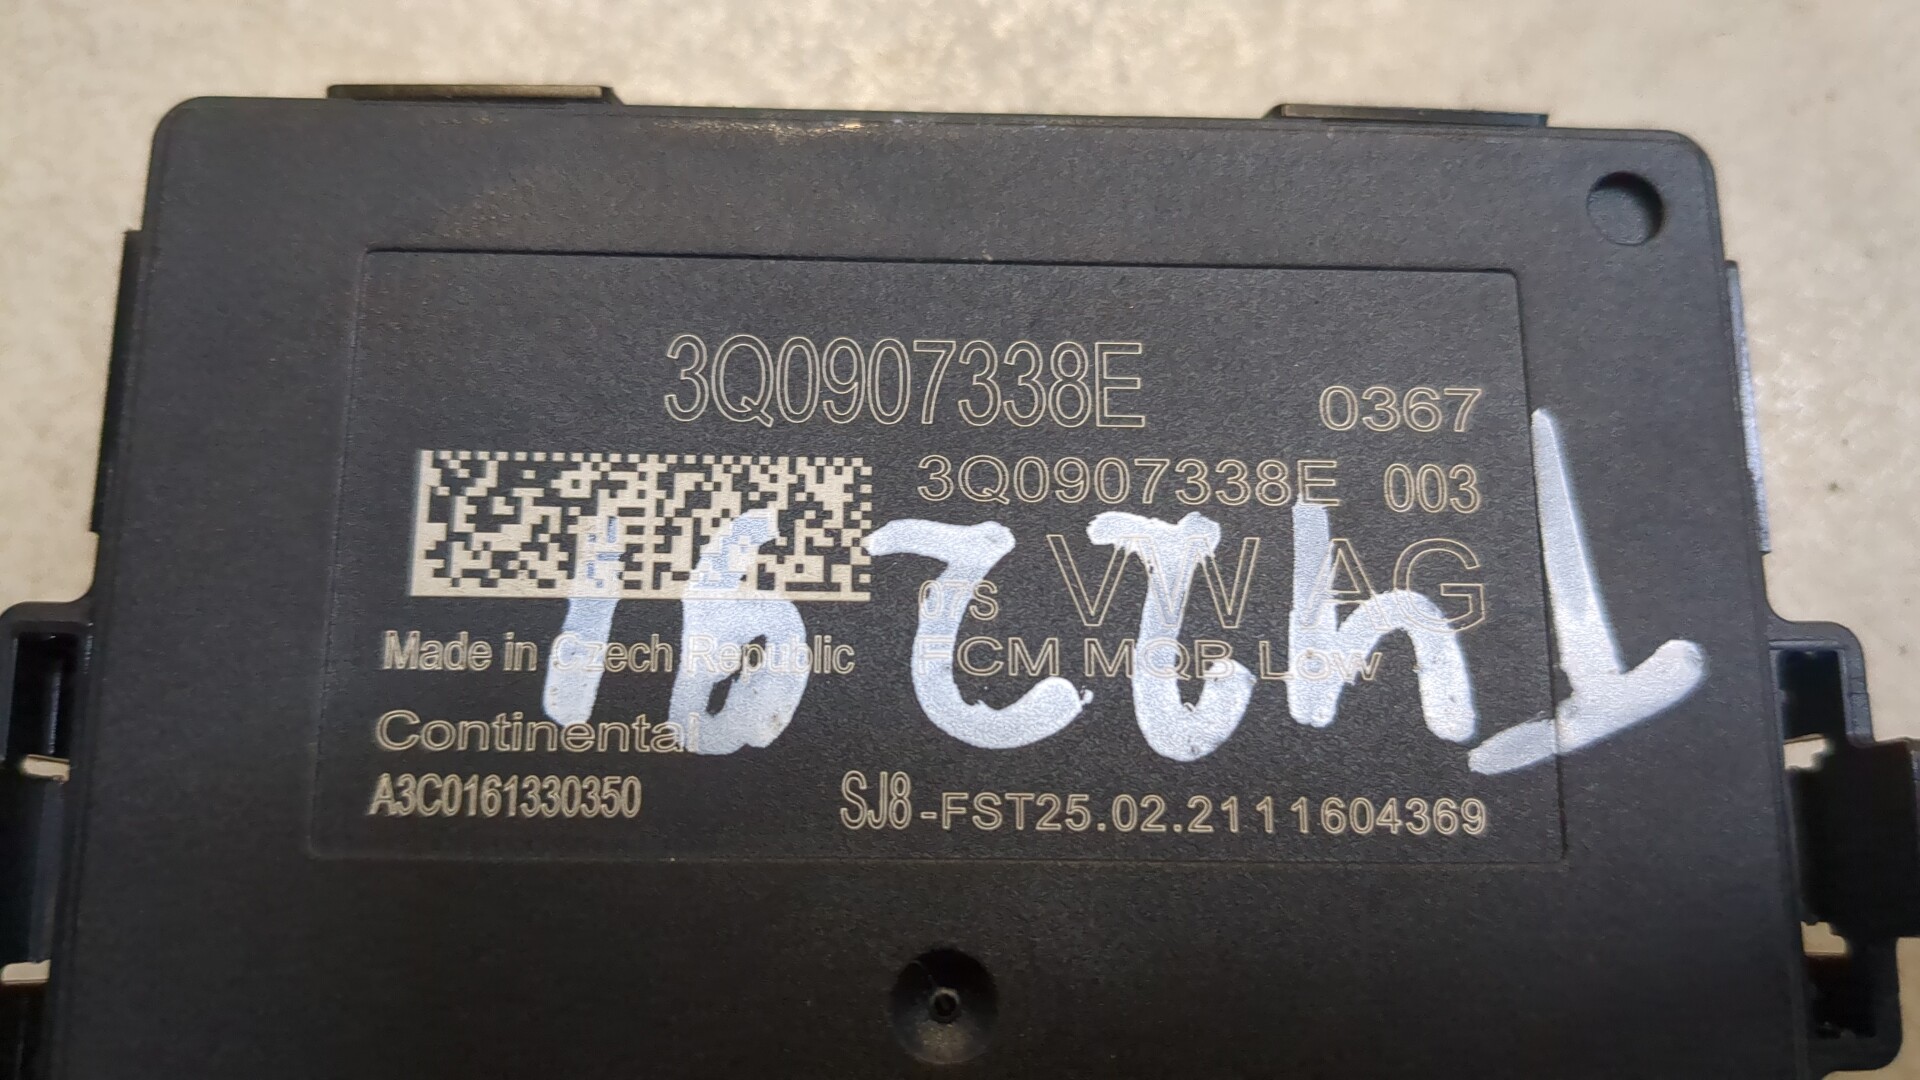 3Q0907338E
0367
3Q0907338E 003
07S VW AG
Made in Czech Republic FCM MQB Low
Continental
A3C0161330350 SJ8-FST25.02.2111604369
T42261